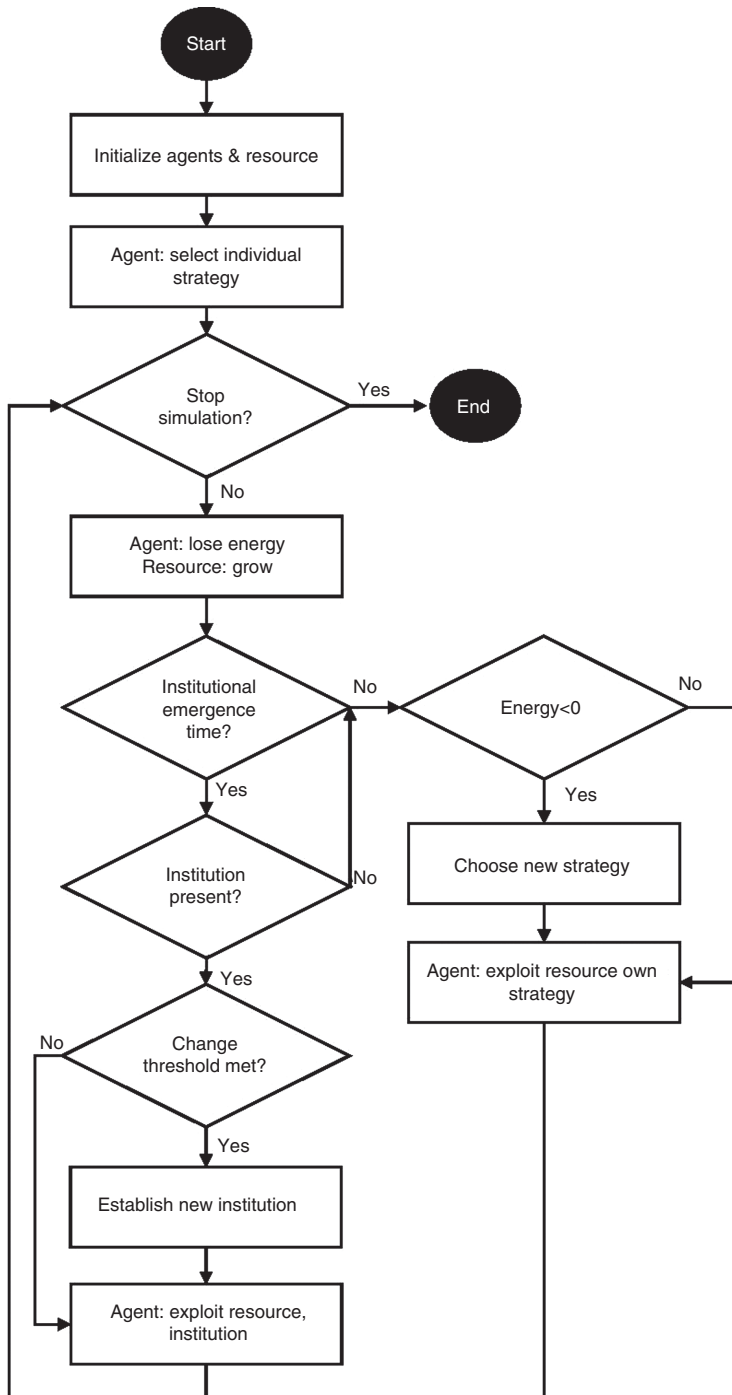 Start
Initialize agents & resource
Agent: select individual
strategy
Stop
simulation?
Yes
End
No
Agent: lose energy
Resource: grow
Institutional
emergence
time?
No
Energy<0
No
Yes
Yes
Institution
present?
No
Choose new strategy
Yes
Agent: exploit resource own
strategy
No
Change
threshold met?
Yes
Establish new institution
Agent: exploit resource,
institution